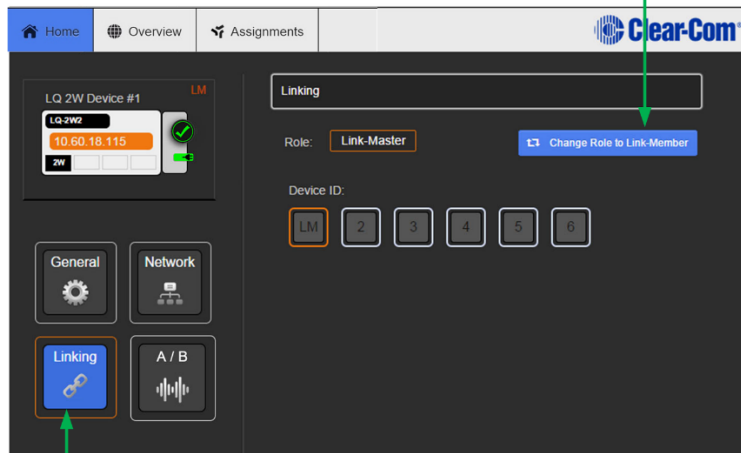 Home
Overview
Assignments
Clear-Com
LQ 2W Device #1
LM
LQ-2W2
10.60.18.115
2W
Linking
Role:
Link-Master
Change Role to Link-Member
Device ID:
LM
2
3
4
5
6
General
Network
Linking
A / B